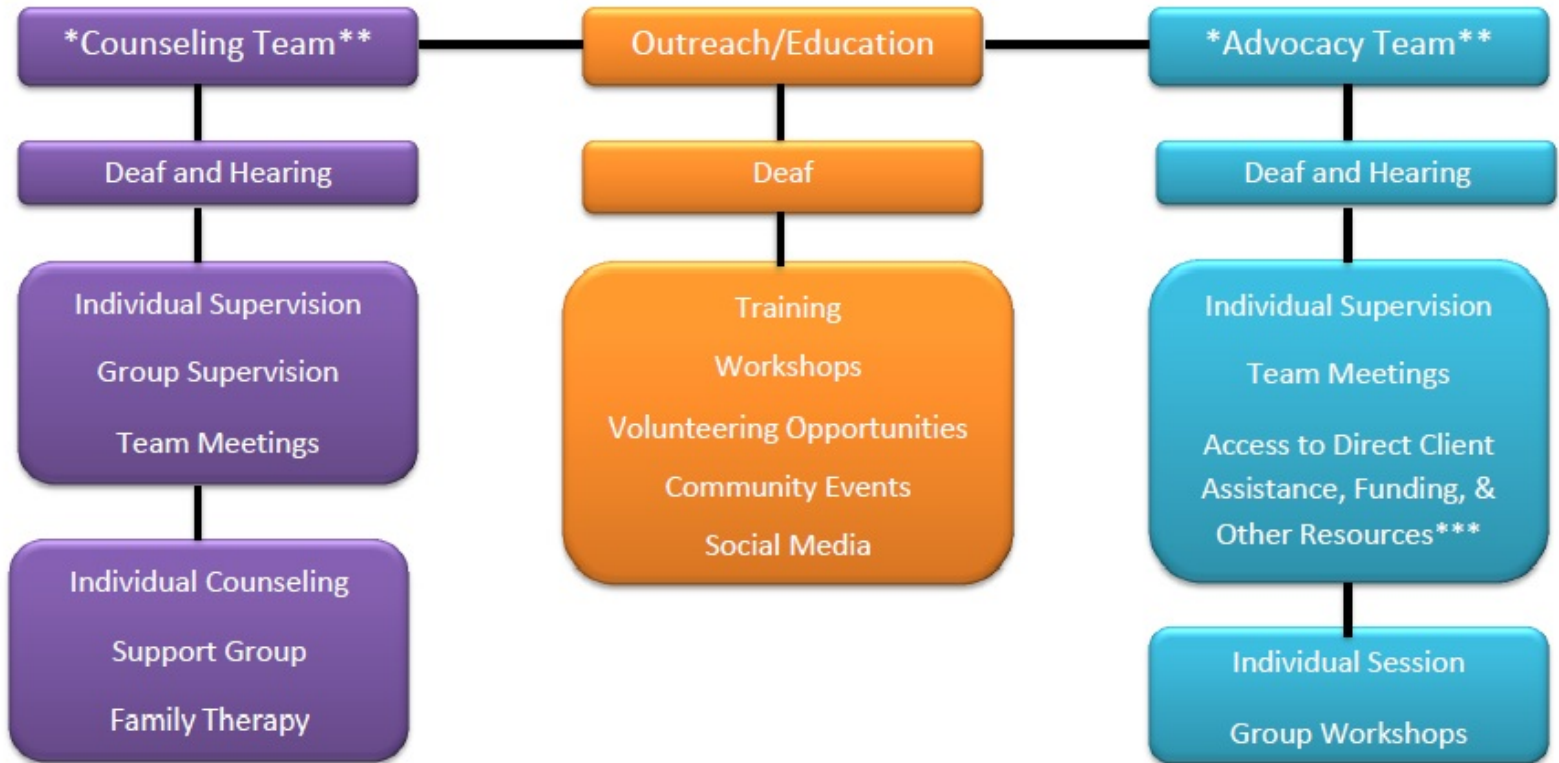 *Counseling Team**
Outreach/Education
*Advocacy Team**
Deaf and Hearing
Deaf
Deaf and Hearing
Individual Supervision
Group Supervision
Team Meetings
Training
Workshops
Volunteering Opportunities
Community Events
Social Media
Individual Supervision
Team Meetings
Access to Direct Client
Assistance, Funding, &
Other Resources***
Individual Counseling
Support Group
Family Therapy
Individual Session
Group Workshops